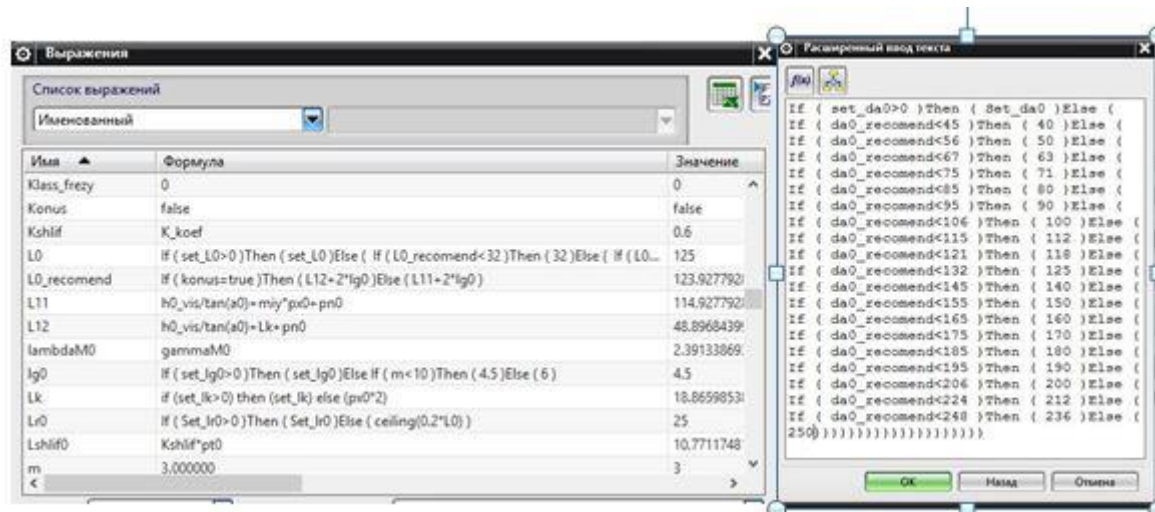 Выражения
Список выражений
Именованный
Имя Формула Значение
Klass_frezy 0 0
Konus false false
Kshlif K_koef 0.6
L0 If ( set_L0>0 )Then ( set_L0 )Else ( If ( L0_recomend<32 )Then ( 32 )Else ( If ( L0... 125
L0_recomend If ( konus=true )Then ( L12+2*lg0 )Else ( L11+2*lg0 ) 123.927792
L11 h0_vis/tan(a0)+miy*px0+pn0 114.927792
L12 h0_vis/tan(a0)+Lk+pn0 48.8968439
lambdaM0 gammaM0 2.39133869
lg0 If ( set_lg0>0 )Then ( set_lg0 )Else If ( m<10 )Then ( 4.5 )Else ( 6 ) 4.5
Lk if (set_lk>0) then (set_lk) else (px0*2) 18.8659853
Lr0 If ( Set_lr0>0 )Then ( Set_lr0 )Else ( ceiling(0.2*L0) ) 25
Lshlif0 Kshlif*pt0 10.7711748
m 3.000000 3
Расширенный ввод текста
f(x)
If ( set_da0>0 )Then ( Set_da0 )Else (
If ( da0_recomend<45 )Then ( 40 )Else (
If ( da0_recomend<56 )Then ( 50 )Else (
If ( da0_recomend<67 )Then ( 63 )Else (
If ( da0_recomend<75 )Then ( 71 )Else (
If ( da0_recomend<85 )Then ( 80 )Else (
If ( da0_recomend<95 )Then ( 90 )Else (
If ( da0_recomend<106 )Then ( 100 )Else (
If ( da0_recomend<115 )Then ( 112 )Else (
If ( da0_recomend<121 )Then ( 118 )Else (
If ( da0_recomend<132 )Then ( 125 )Else (
If ( da0_recomend<145 )Then ( 140 )Else (
If ( da0_recomend<155 )Then ( 150 )Else (
If ( da0_recomend<165 )Then ( 160 )Else (
If ( da0_recomend<175 )Then ( 170 )Else (
If ( da0_recomend<185 )Then ( 180 )Else (
If ( da0_recomend<195 )Then ( 190 )Else (
If ( da0_recomend<206 )Then ( 200 )Else (
If ( da0_recomend<224 )Then ( 212 )Else (
If ( da0_recomend<248 )Then ( 236 )Else (
250))))))))))))))))))))
OK Назад Отмена